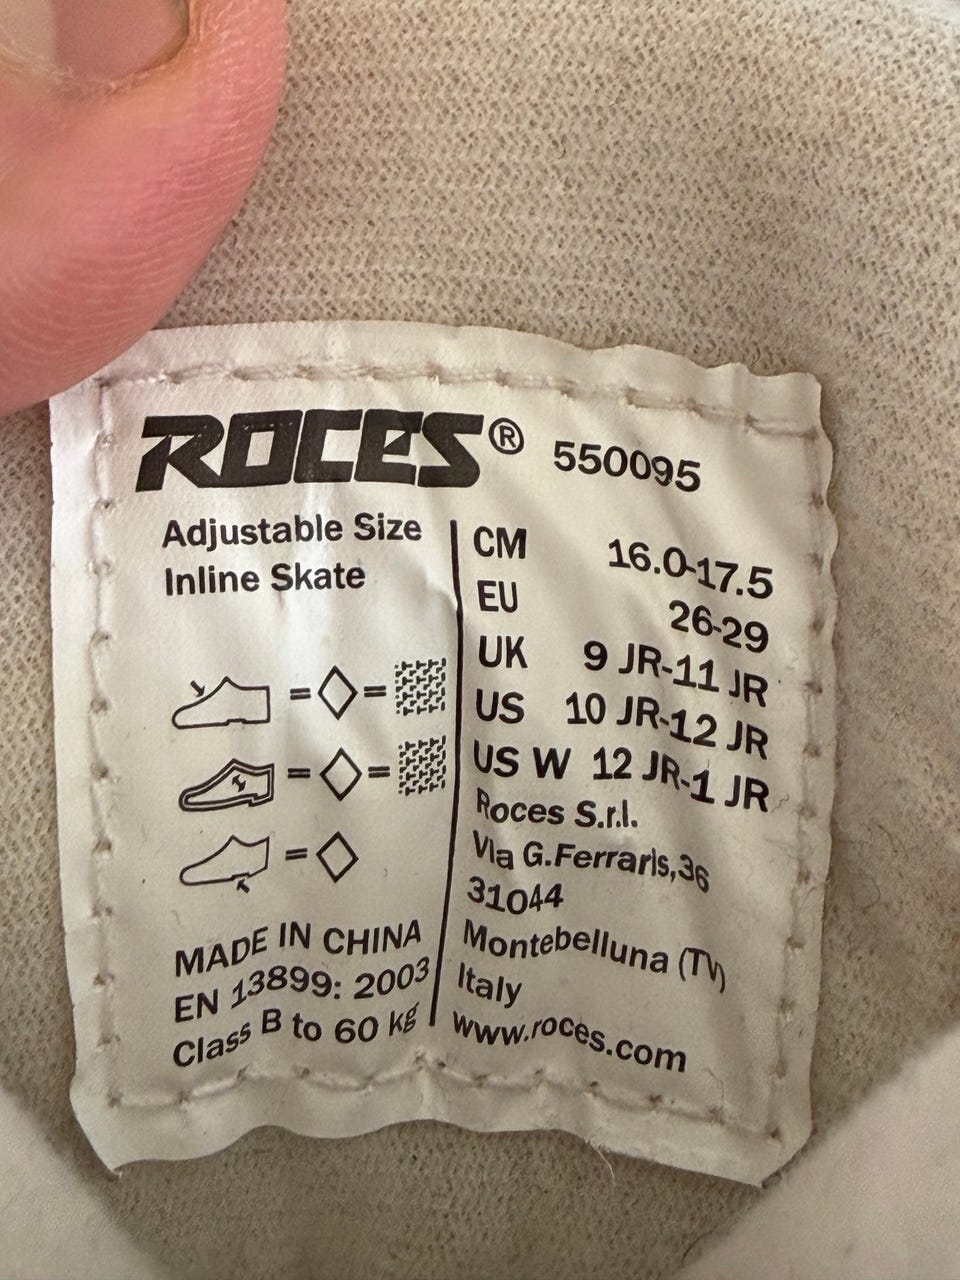 ROCES® 550095
Adjustable Size
Inline Skate
MADE IN CHINA
EN 13899: 2003
Class B to 60 kg
CM 16.0-17.5
EU 26-29
UK 9 JR-11 JR
US 10 JR-12 JR
US W 12 JR-1 JR
Roces S.r.l.
Via G.Ferraris,36
31044
Montebelluna (TV)
Italy
www.roces.com